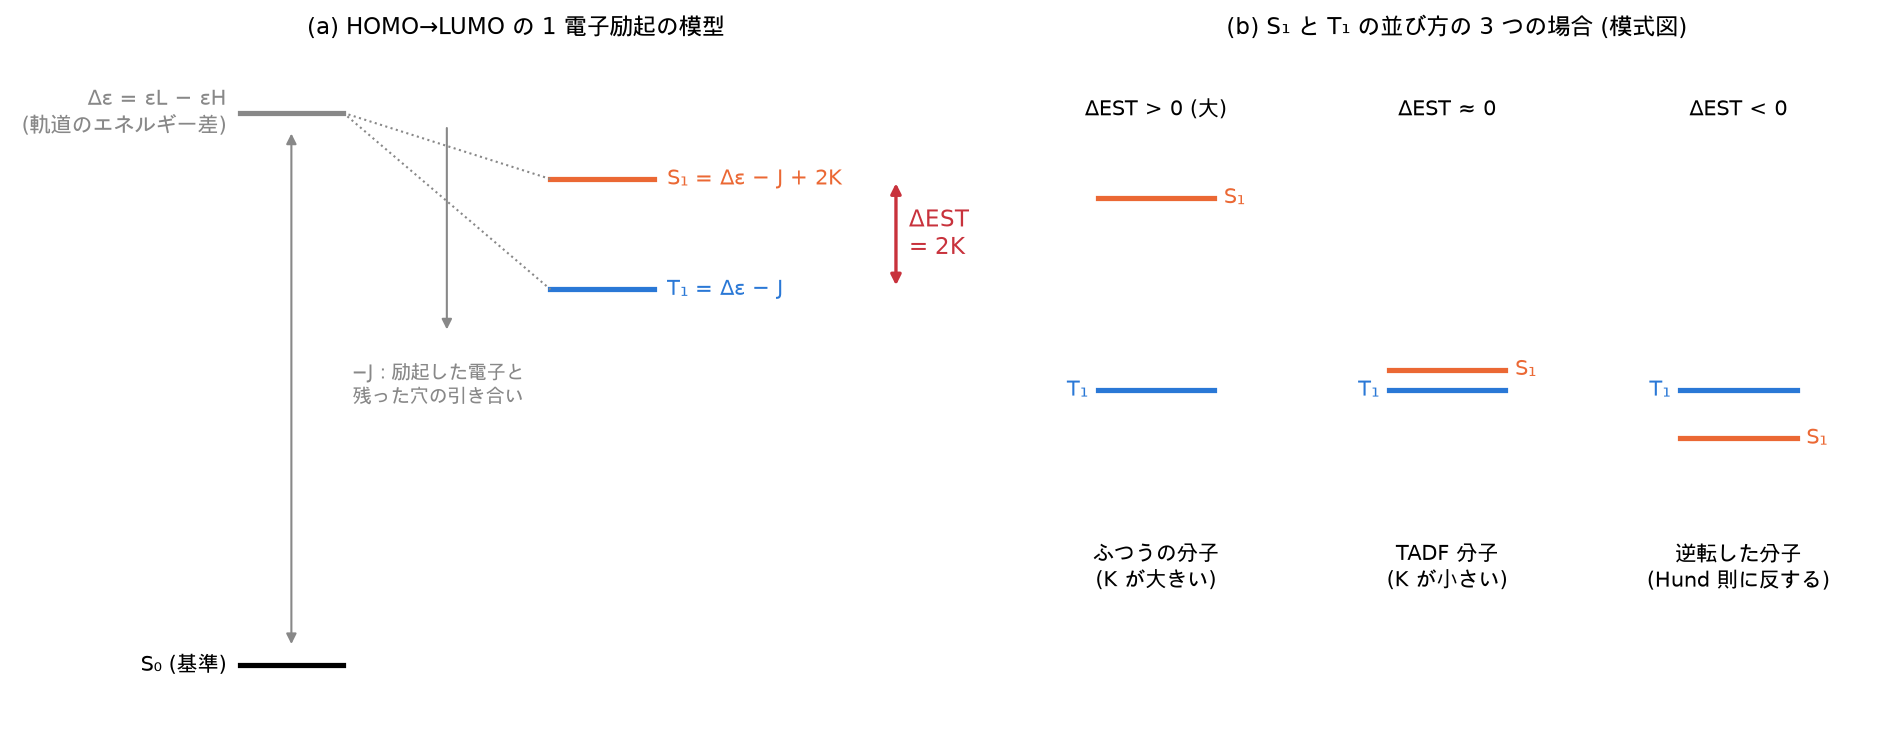 (a) HOMO→LUMO の 1 電子励起の模型
Δε = εL − εH
(軌道のエネルギー差)
S₁ = Δε − J + 2K
ΔEST
= 2K
T₁ = Δε − J
−J : 励起した電子と
残った穴の引き合い
S₀ (基準)
(b) S₁ と T₁ の並び方の 3 つの場合 (模式図)
ΔEST > 0 (大)
S₁
T₁
ふつうの分子
(K が大きい)
ΔEST ≈ 0
S₁
T₁
TADF 分子
(K が小さい)
ΔEST < 0
T₁
S₁
逆転した分子
(Hund 則に反する)